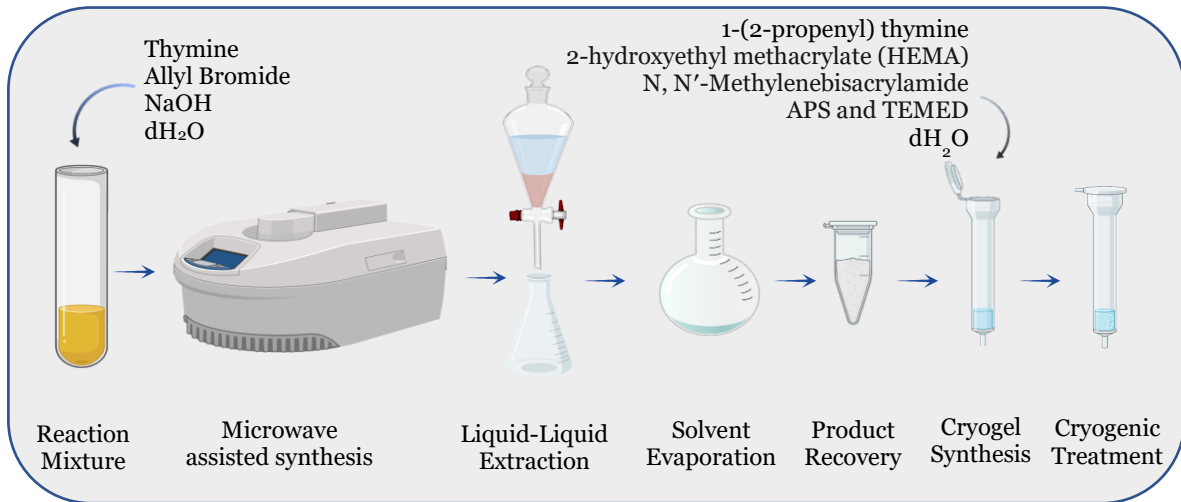 Thymine
Allyl Bromide
NaOH
dH₂O
1-(2-propenyl) thymine
2-hydroxyethyl methacrylate (HEMA)
N, N′-Methylenebisacrylamide
APS and TEMED
dH₂O
Reaction
Mixture
Microwave
assisted synthesis
Liquid-Liquid
Extraction
Solvent
Evaporation
Product
Recovery
Cryogel
Synthesis
Cryogenic
Treatment